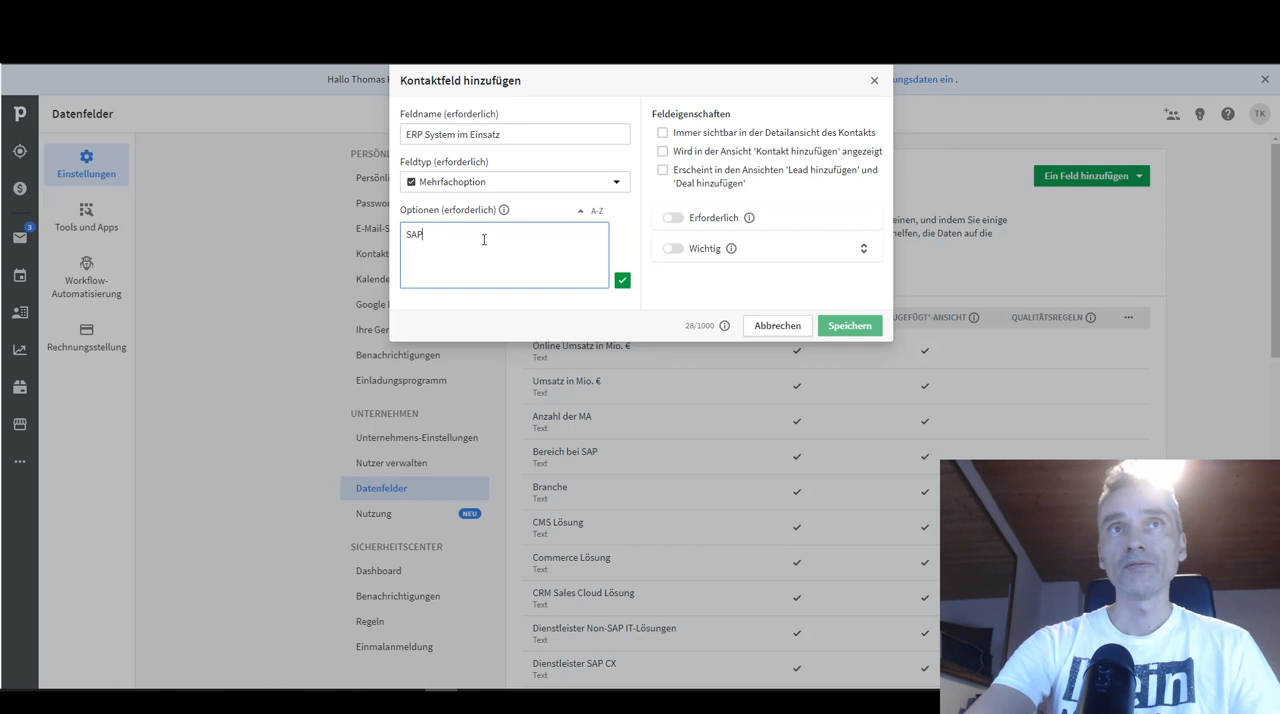 Kontaktfeld hinzufügen
Hallo Thomas
ungsdaten ein .
p
Datenfelder
TK
Feldname (erforderlich)
ERP System im Einsatz
Feldtyp (erforderlich)
Mehrfachoption
Optionen (erforderlich)
A-Z
SAP
Feldeigenschaften
Immer sichtbar in der Detailansicht des Kontakts
Wird in der Ansicht 'Kontakt hinzufügen' angezeigt
Erscheint in den Ansichten 'Lead hinzufügen' und
'Deal hinzufügen'
Erforderlich
Wichtig
28/1000
Abbrechen
Speichern
Ein Feld hinzufügen
einen, indem Sie einige
helfen, die Daten auf die
Einstellungen
Tools und Apps
Workflow-
Automatisierung
Rechnungsstellung
3
PERSÖN
Persönli
E-Mail-S
Kontakt
Kalende
Google
Ihre Ger
Benachrichtigungen
Einladungsprogramm
UNTERNEHMEN
Unternehmens-Einstellungen
Nutzer verwalten
Datenfelder
Nutzung
NEU
SICHERHEITSCENTER
Dashboard
Benachrichtigungen
Regeln
Einmalanmeldung
UGEFÜGT'-ANSICHT
QUALITÄTSREGELN
Online Umsatz in Mio. €
Text
Umsatz in Mio. €
Text
Anzahl der MA
Text
Bereich bei SAP
Text
Branche
Text
CMS Lösung
Text
Commerce Lösung
Text
CRM Sales Cloud Lösung
Text
Dienstleister Non-SAP IT-Lösungen
Text
Dienstleister SAP CX
Text